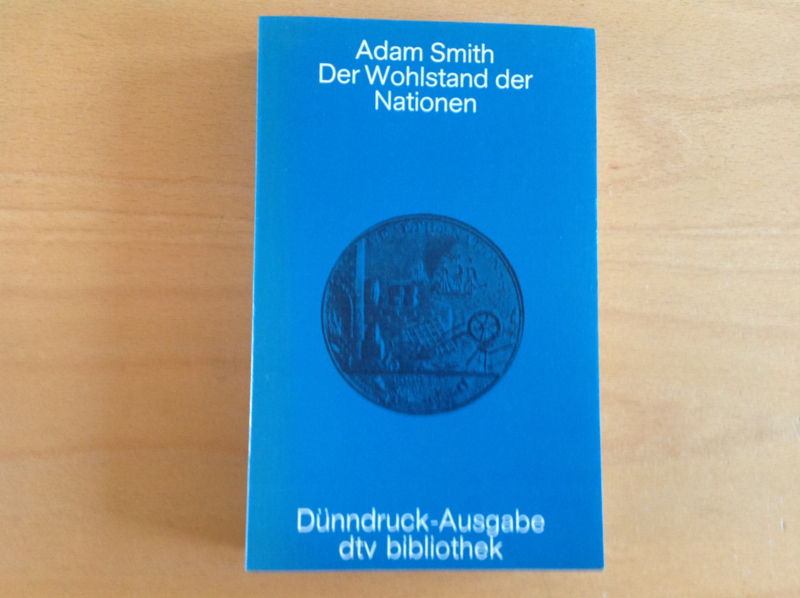 Adam Smith
Der Wohlstand der
Nationen
Dünndruck-Ausgabe
dtv bibliothek